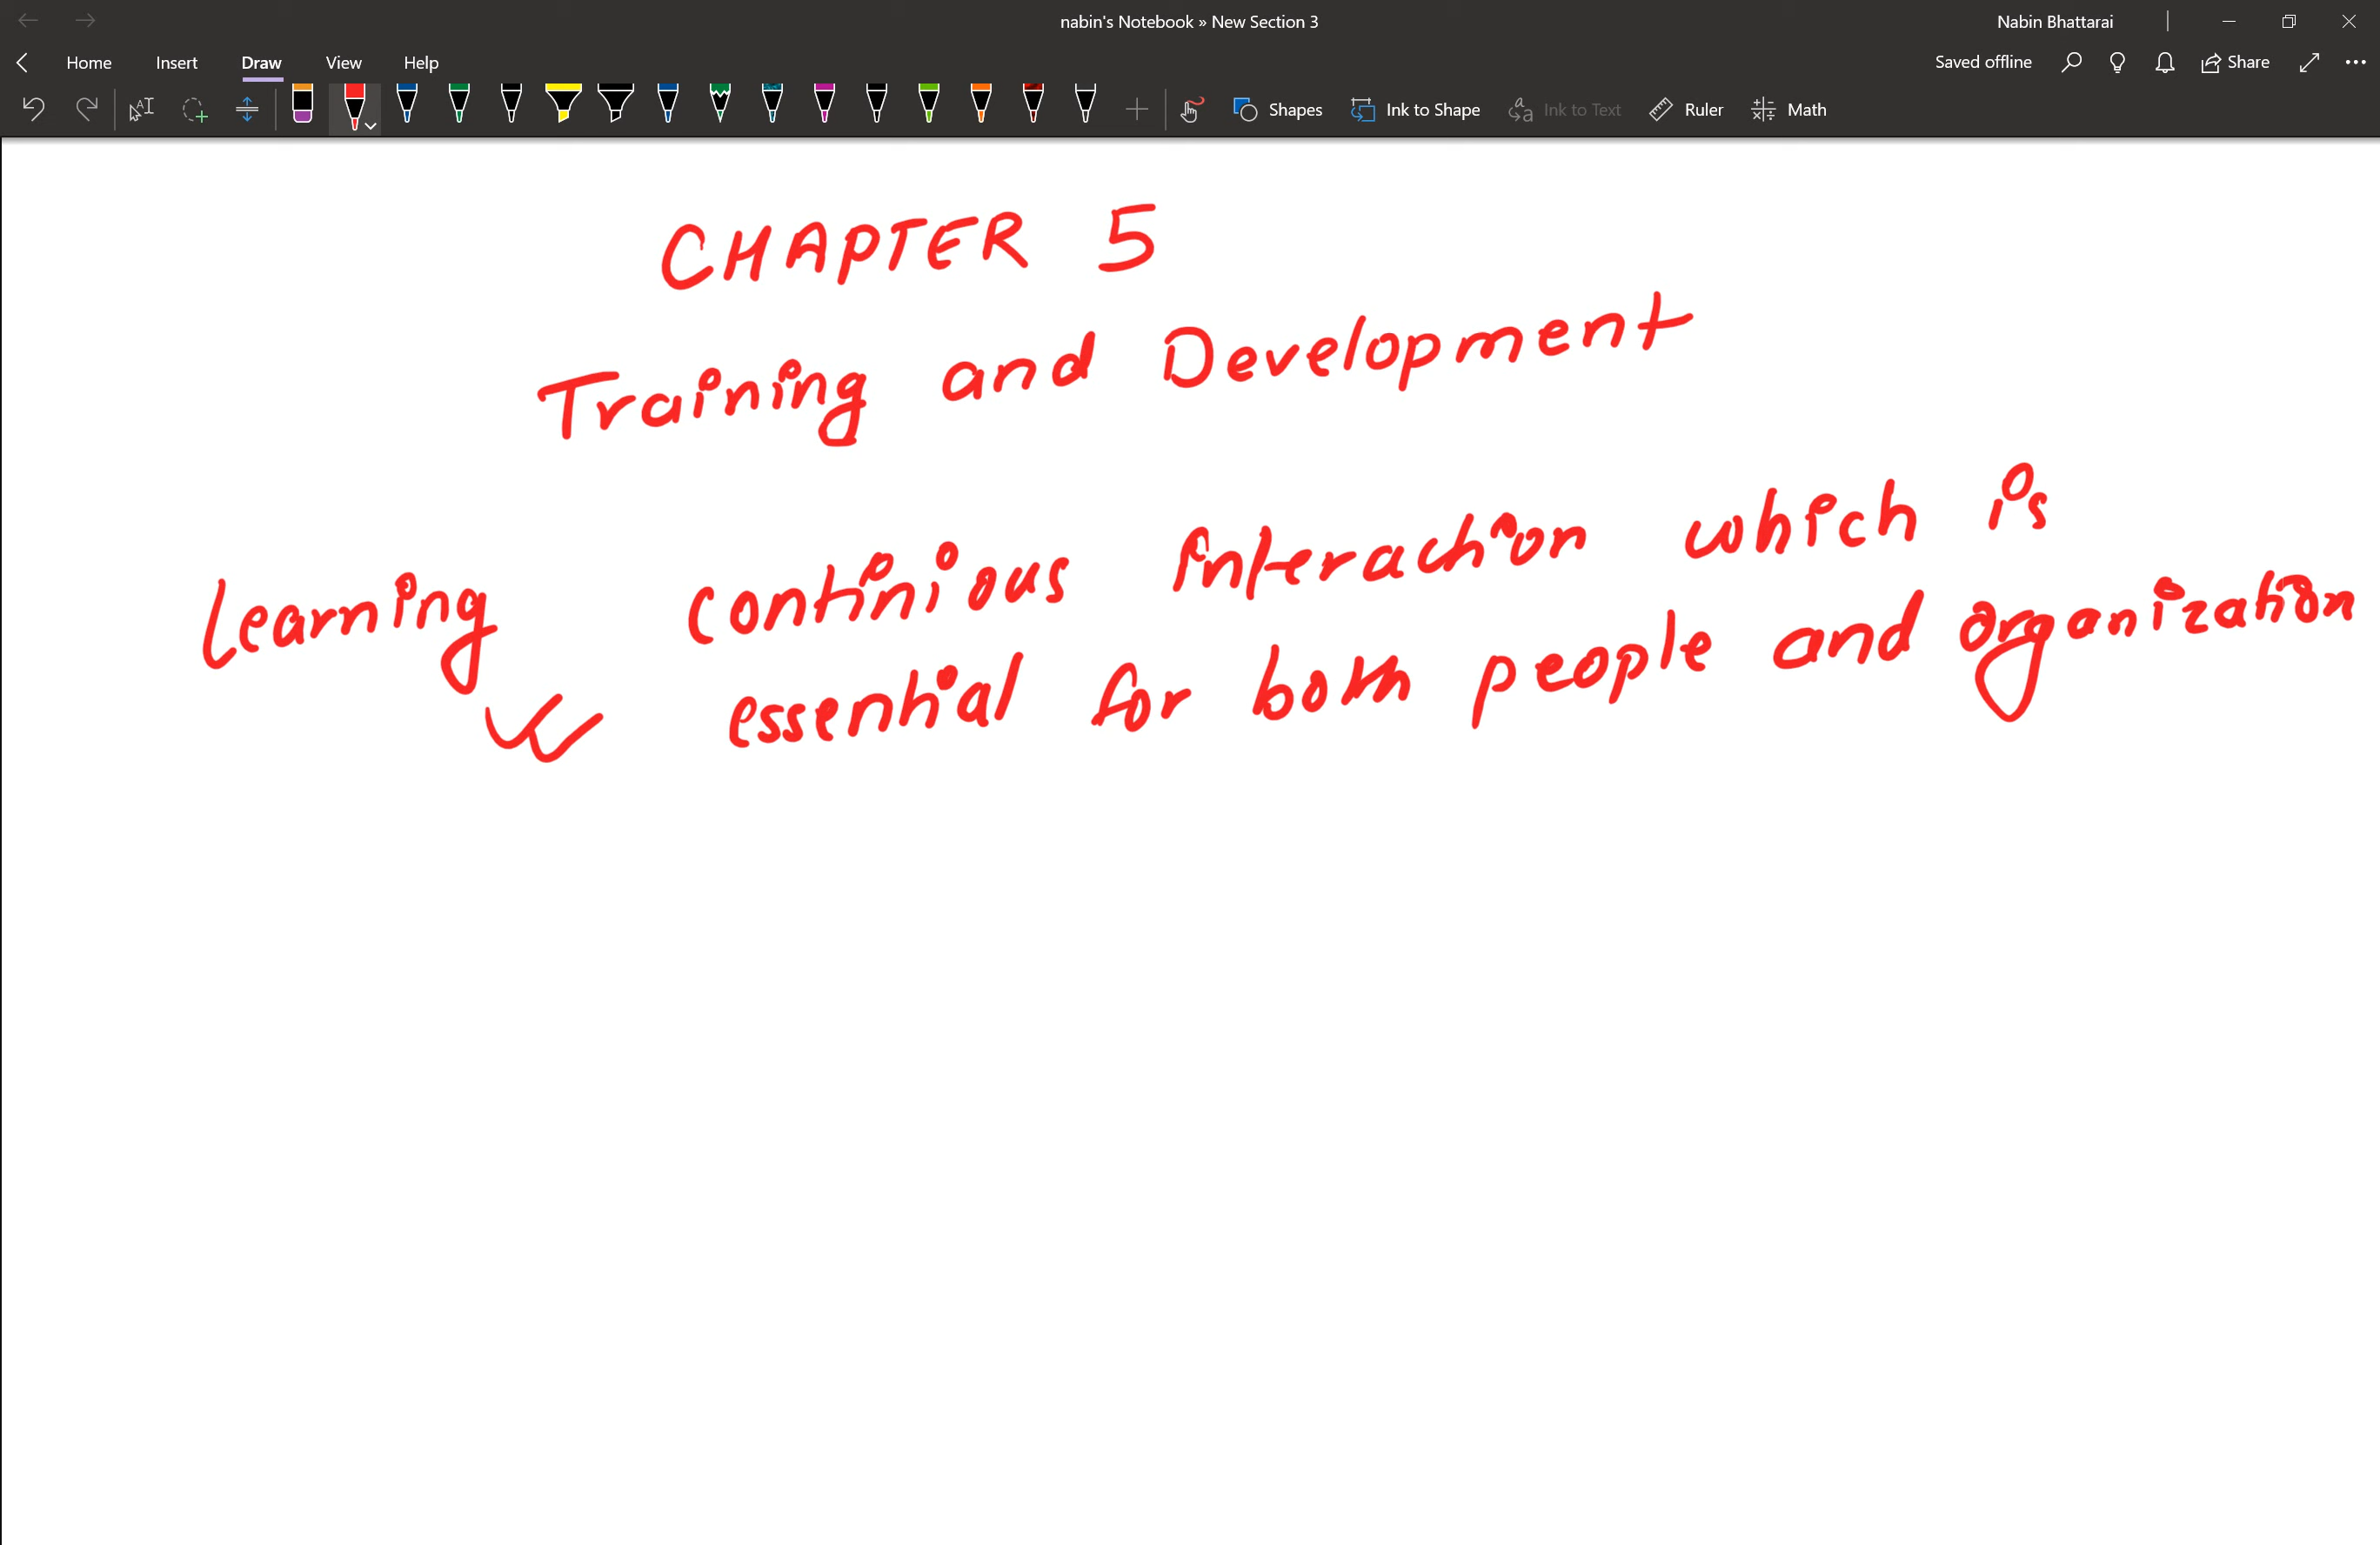 nabin's Notebook » New Section 3
Nabin Bhattarai
Home Insert Draw View Help
Saved offline
Share
Shapes Ink to Shape Ink to Text Ruler Math
CHAPTER 5
Training and Development
Learning continious interaction which is
essential for both people and organization